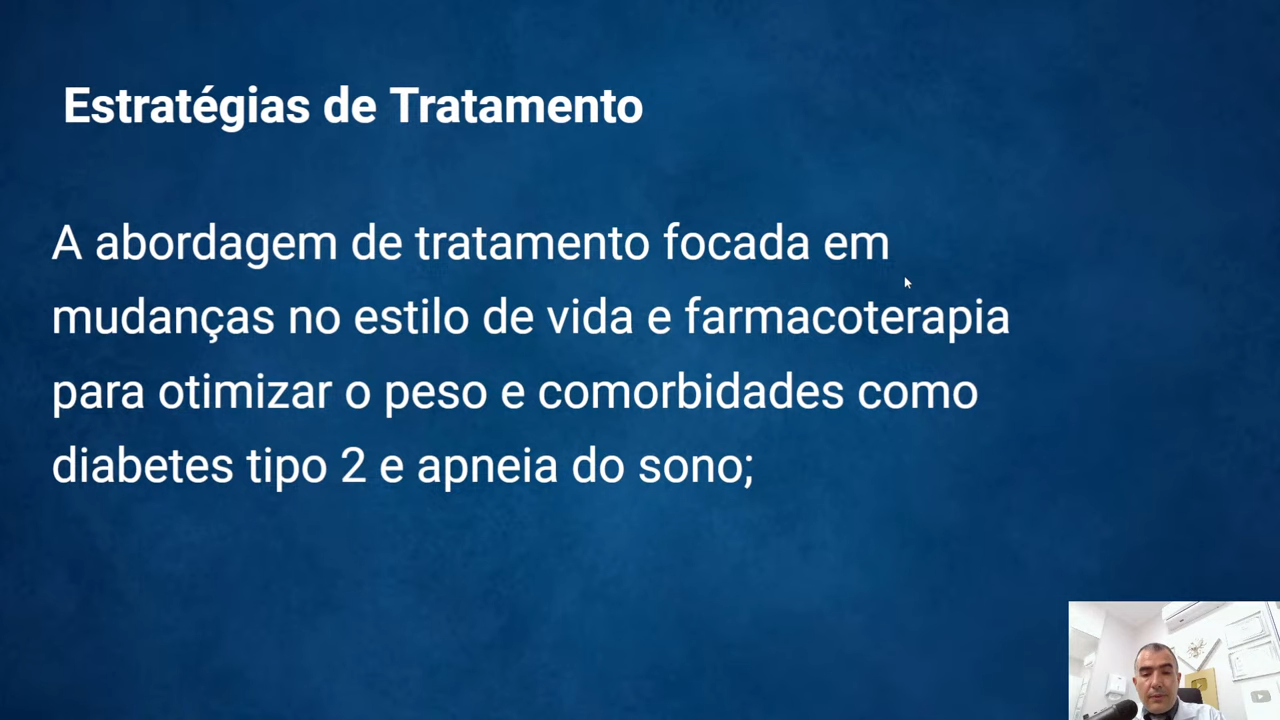 Estratégias de Tratamento
A abordagem de tratamento focada em
mudanças no estilo de vida e farmacoterapia
para otimizar o peso e comorbidades como
diabetes tipo 2 e apneia do sono;